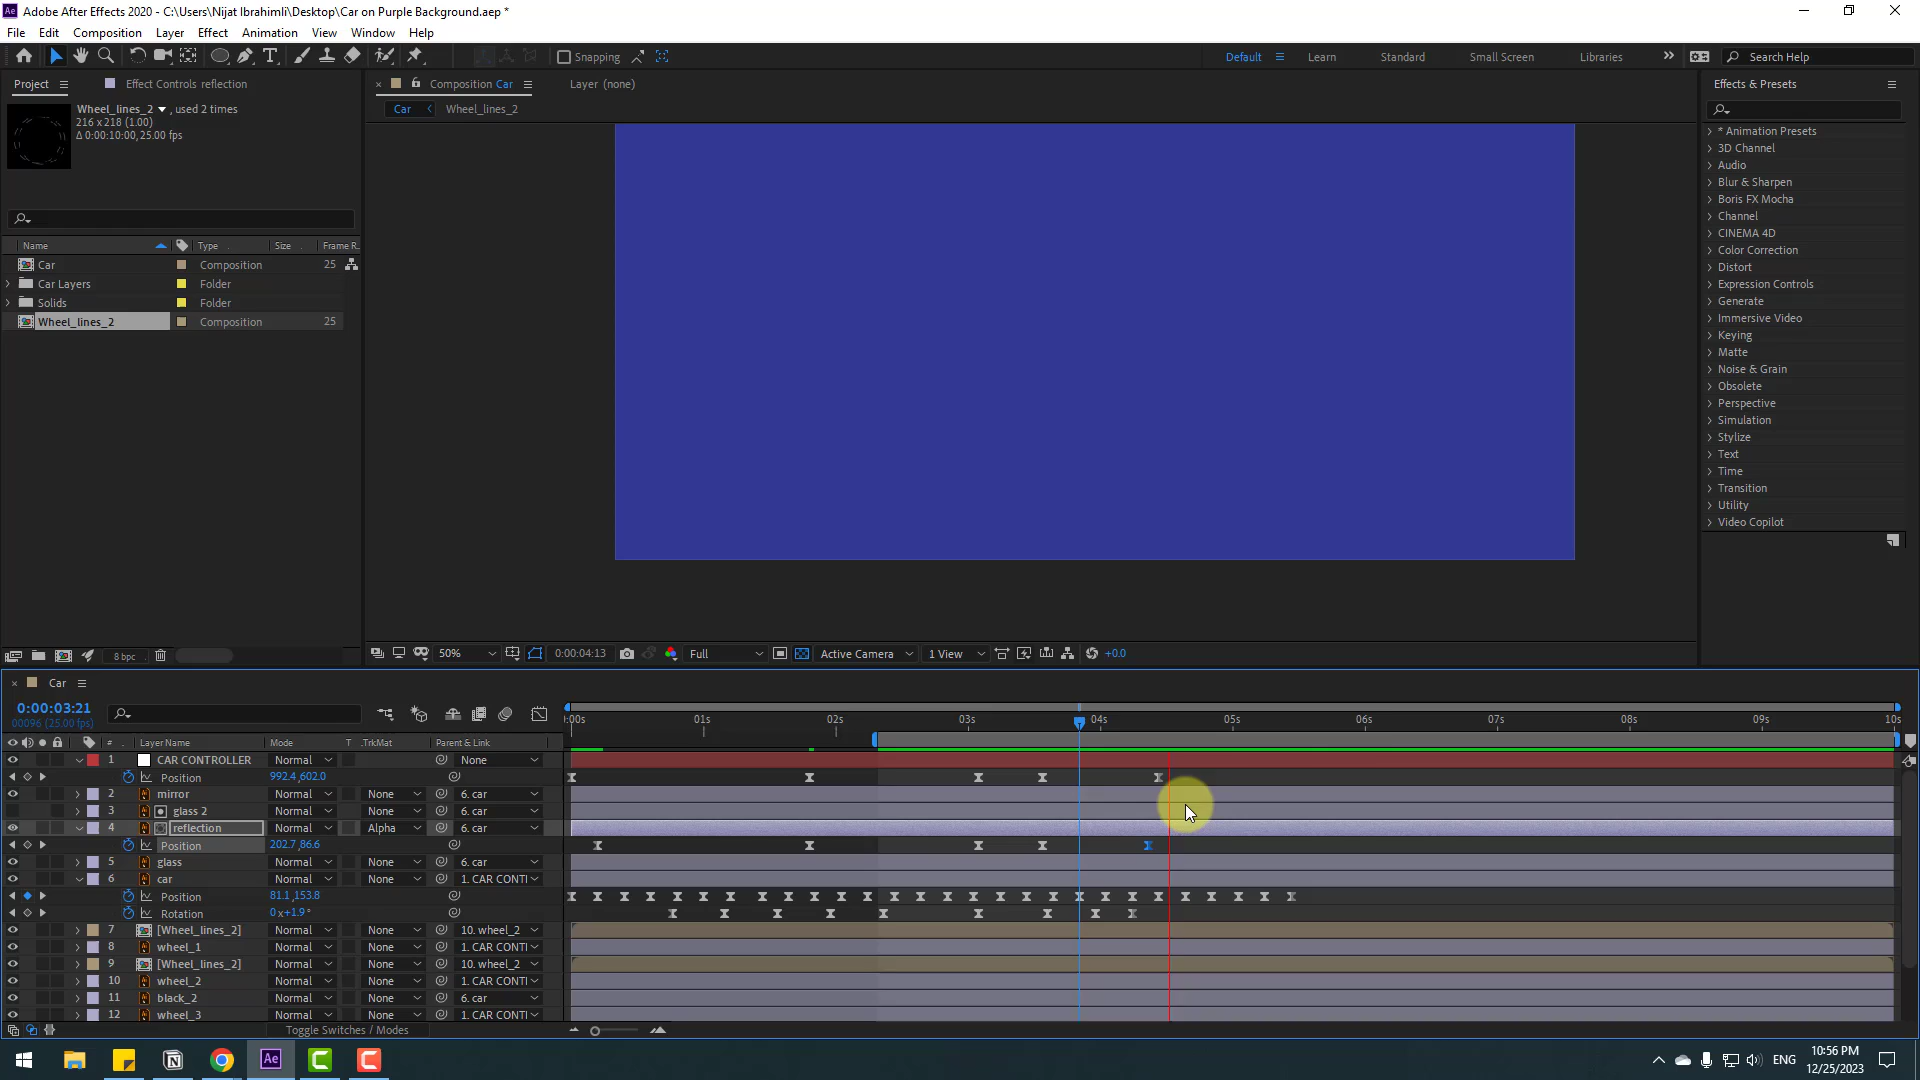 Adobe After Effects 2020 - C:\Users\Nijat Ibrahimli\Desktop\Car on Purple Background.aep *
File Edit Composition Layer Effect Animation View Window Help
Snapping Default Learn Standard Small Screen Libraries Search Help
Project Effect Controls reflection Composition Car Layer (none) Effects & Presets
Car Wheel_lines_2
Wheel_lines_2 , used 2 times
216 x 218 (1.00)
Δ 0:00:10:00, 25.00 fps
Name Type Size Frame R..
Car Composition 25
Car Layers Folder
Solids Folder
Wheel_lines_2 Composition 25
8 bpc
* Animation Presets
3D Channel
Audio
Blur & Sharpen
Boris FX Mocha
Channel
CINEMA 4D
Color Correction
Distort
Expression Controls
Generate
Immersive Video
Keying
Matte
Noise & Grain
Obsolete
Perspective
Simulation
Stylize
Text
Time
Transition
Utility
Video Copilot
50% 0:00:04:13 Full Active Camera 1 View +0.0
Car
0:00:03:21
00096 (25.00 fps)
:00s 01s 02s 03s 04s 05s 06s 07s 08s 09s 10s
# Layer Name Mode T .TrkMat Parent & Link
1 CAR CONTROLLER Normal None
Position 992.4,602.0
2 mirror Normal None 6. car
3 glass 2 Normal None 6. car
4 reflection Normal Alpha 6. car
Position 202.7,86.6
5 glass Normal None 6. car
6 car Normal None 1. CAR CONTI
Position 81.1,153.8
Rotation 0x+1.9°
7 [Wheel_lines_2] Normal None 10. wheel_2
8 wheel_1 Normal None 1. CAR CONTI
9 [Wheel_lines_2] Normal None 10. wheel_2
10 wheel_2 Normal None 1. CAR CONTI
11 black_2 Normal None 6. car
12 wheel_3 Normal None 1. CAR CONTI
Toggle Switches / Modes
Ae
ENG
10:56 PM
12/25/2023